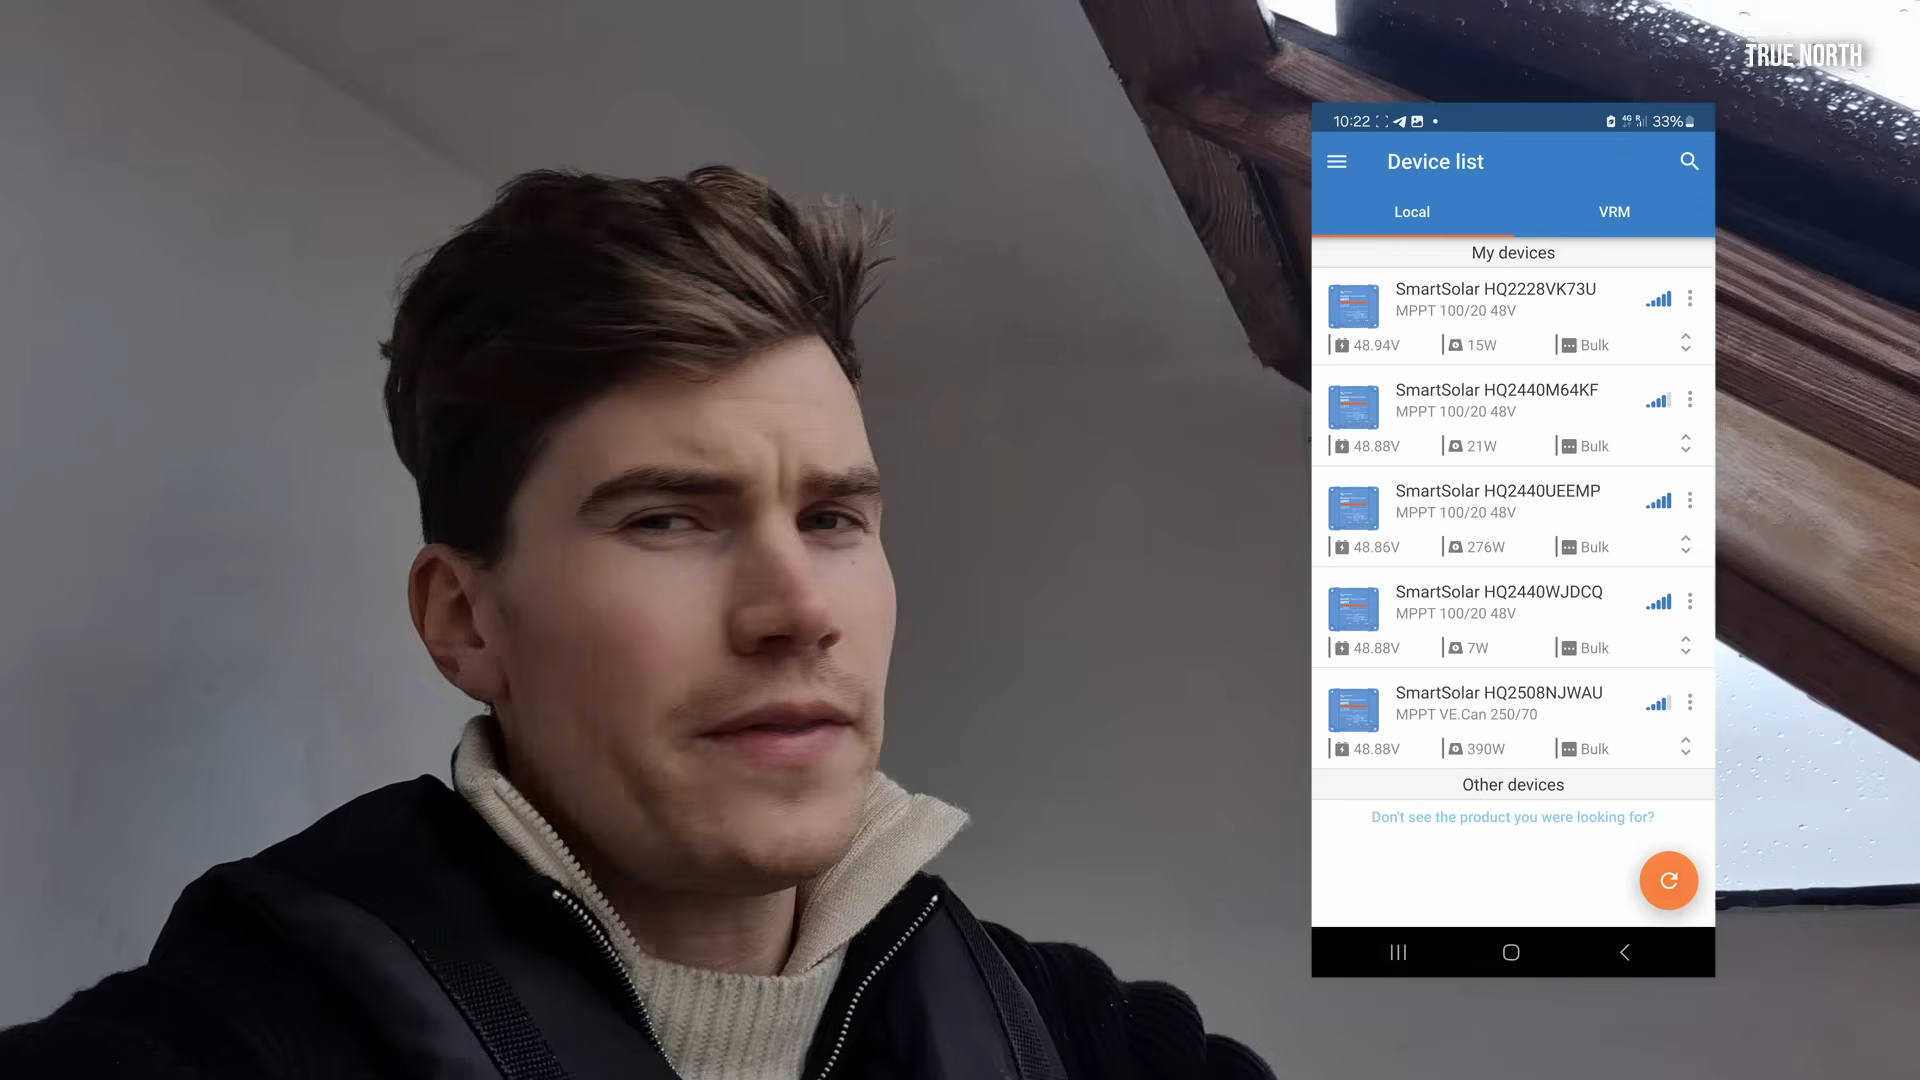 TRUE NORTH
10:22
4G
R
33%
Device list
Local
VRM
My devices
SmartSolar HQ2228VK73U
MPPT 100/20 48V
48.94V
15W
Bulk
SmartSolar HQ2440M64KF
MPPT 100/20 48V
48.88V
21W
Bulk
SmartSolar HQ2440UEEMP
MPPT 100/20 48V
48.86V
276W
Bulk
SmartSolar HQ2440WJDCQ
MPPT 100/20 48V
48.88V
7W
Bulk
SmartSolar HQ2508NJWAU
MPPT VE.Can 250/70
48.88V
390W
Bulk
Other devices
Don't see the product you were looking for?